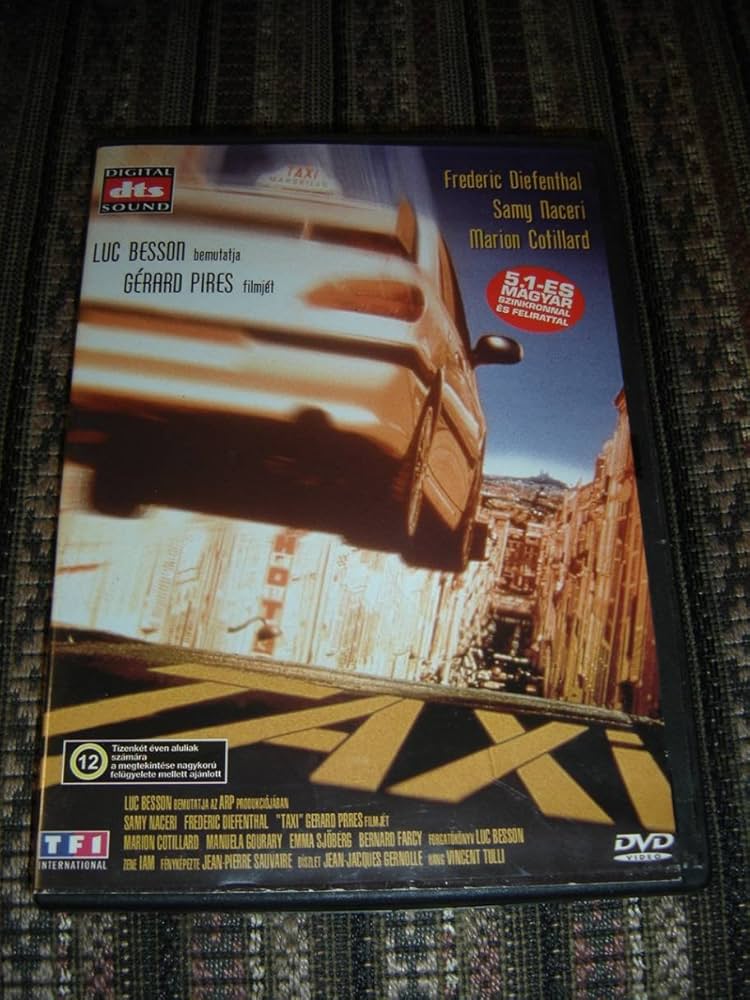 DIGITAL
dts
SOUND
TAXI
MARSEILLE
Frederic Diefenthal
Samy Naceri
Marion Cotillard
LUC BESSON bemutatja
GÉRARD PIRES filmjét
5.1-ES
MAGYAR
SZINKRONNAL
ÉS FELIRATTAL
HOTEL
TAXi
12
Tizenkét éven aluliak
számára
a megtekintése nagykorú
felügyelete mellett ajánlott
LUC BESSON BEMUTATJA AZ ARP PRODUKCIÓJÁBAN
SAMY NACERI FREDERIC DIEFENTHAL "TAXI" GERARD PIRRES FILMJÉT
MARION COTILLARD MANUELA GOURARY EMMA SJÖBERG BERNARD FARCY FORGATÓKÖNYV LUC BESSON
ZENE IAM FÉNYKÉPEZTE JEAN-PIERRE SAUVAIRE DÍSZLET JEAN-JACQUES GERNOLLE HANG VINCENT TULLI
TF1
INTERNATIONAL
DVD
VIDEO